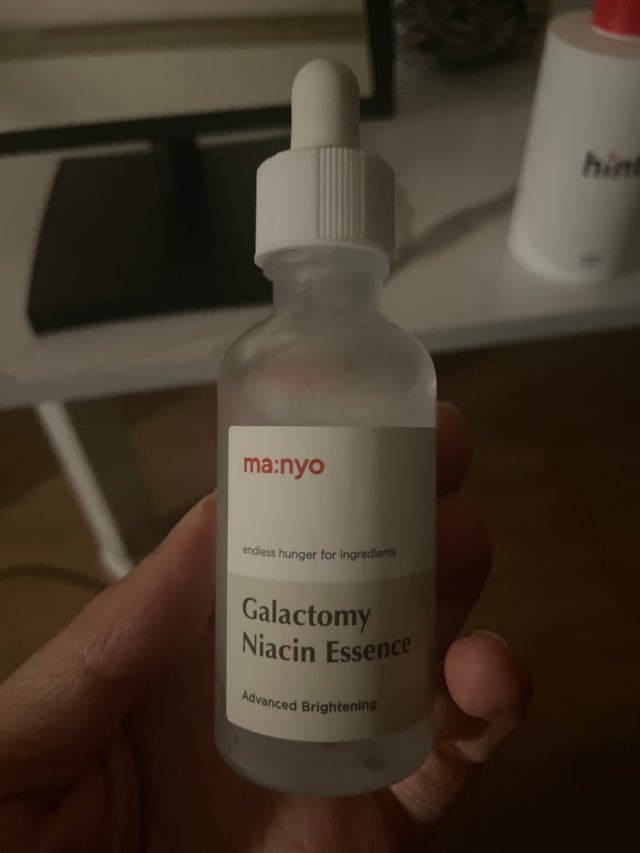 ma:nyo
endless hunger for ingredients
Galactomy
Niacin Essence
Advanced Brightening